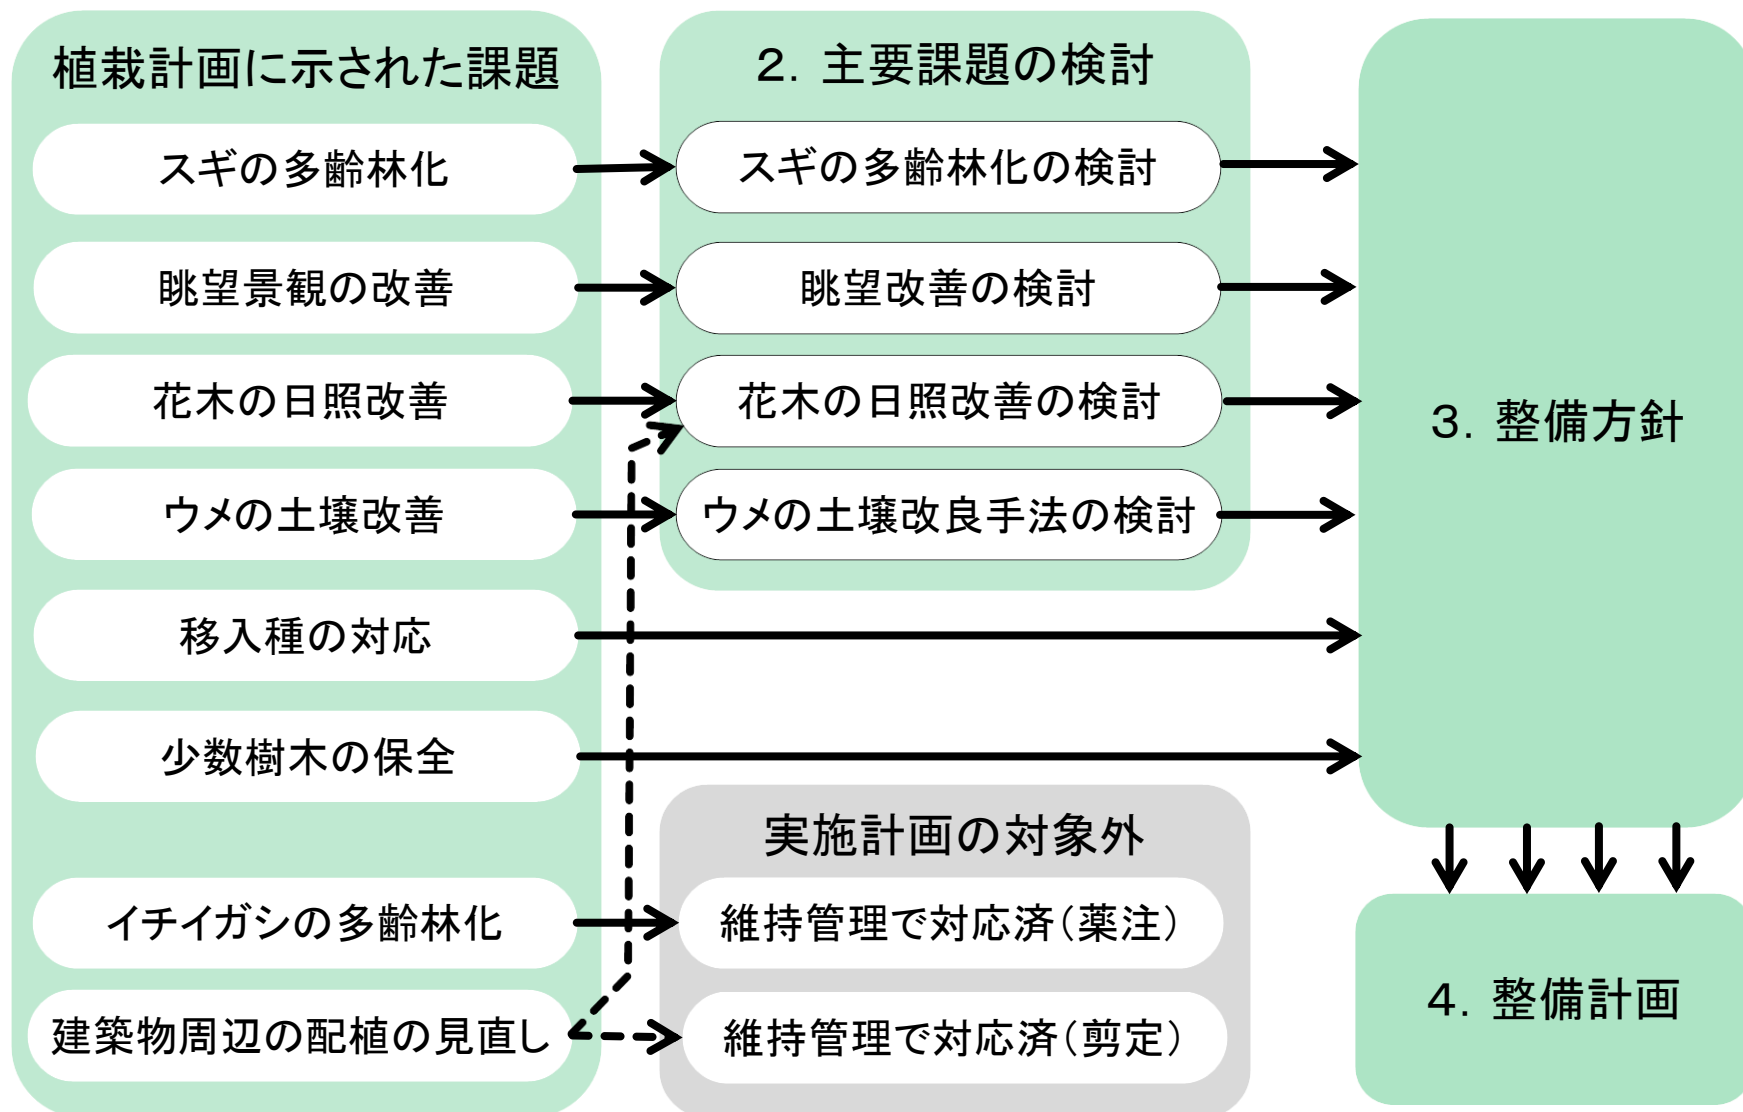 植栽計画に示された課題
スギの多齢林化
眺望景観の改善
花木の日照改善
ウメの土壌改善
移入種の対応
少数樹木の保全
イチイガシの多齢林化
建築物周辺の配植の見直し
２．主要課題の検討
スギの多齢林化の検討
眺望改善の検討
花木の日照改善の検討
ウメの土壌改良手法の検討
実施計画の対象外
維持管理で対応済（薬注）
維持管理で対応済（剪定）
３．整備方針
４．整備計画